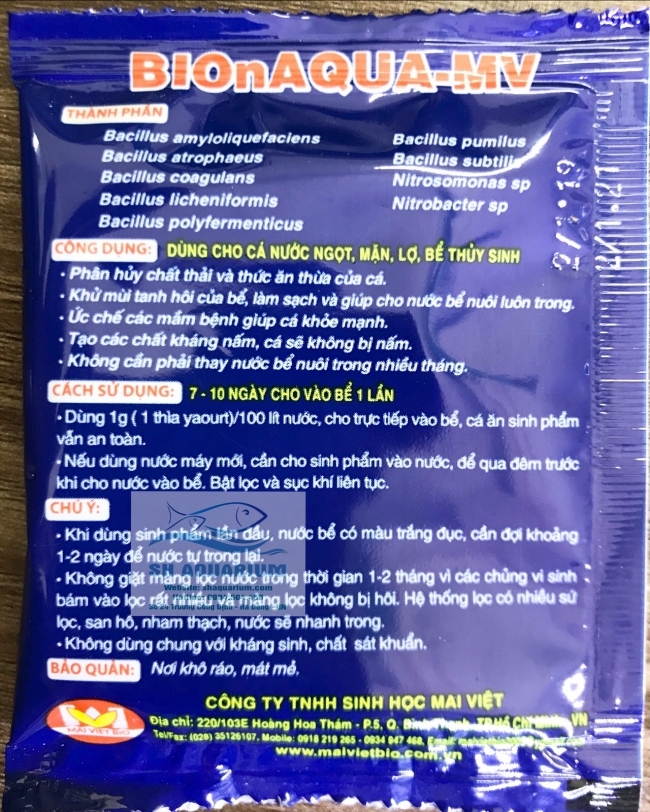 BIOnAQUA-MV
THÀNH PHẦN
Bacillus amyloliquefaciens
Bacillus atrophaeus
Bacillus coagulans
Bacillus licheniformis
Bacillus polyfermenticus
Bacillus pumilus
Bacillus subtilis
Nitrosomonas sp
Nitrobacter sp
CÔNG DỤNG: DÙNG CHO CÁ NƯỚC NGỌT, MẶN, LỢ, BỂ THỦY SINH
• Phân hủy chất thải và thức ăn thừa của cá.
• Khử mùi tanh hôi của bể, làm sạch và giúp cho nước bể nuôi luôn trong.
• Ức chế các mầm bệnh giúp cá khỏe mạnh.
• Tạo các chất kháng nấm, cá sẽ không bị nấm.
• Không cần phải thay nước bể nuôi trong nhiều tháng.
CÁCH SỬ DỤNG: 7 - 10 NGÀY CHO VÀO BỂ 1 LẦN
• Dùng 1g ( 1 thìa yaourt)/100 lít nước, cho trực tiếp vào bể, cá ăn sinh phẩm
vẫn an toàn.
• Nếu dùng nước máy mới, cần cho sinh phẩm vào nước, để qua đêm trước
khi cho nước vào bể. Bật lọc và sục khí liên tục.
CHÚ Ý:
• Khi dùng sinh phẩm lần đầu, nước bể có màu trắng đục, cần đợi khoảng
1-2 ngày để nước tự trong lại.
• Không giặt màng lọc nước trong thời gian 1-2 tháng vì các chủng vi sinh
bám vào lọc rất nhiều và màng lọc không bị hôi. Hệ thống lọc có nhiều sứ
lọc, san hô, nham thạch, nước sẽ nhanh trong.
• Không dùng chung với kháng sinh, chất sát khuẩn.
BẢO QUẢN: Nơi khô ráo, mát mẻ.
SH AQUARIUM
Website: shaquarium.com
MAI VIET BIO
CÔNG TY TNHH SINH HỌC MAI VIỆT
Địa chỉ: 220/103E Hoàng Hoa Thám - P.5, Q. Bình Thạnh, TP.Hồ Chí Minh, VN
Tel/Fax: (028) 35126107, Mobile: 0918 219 265 - 0934 947 468, Email:
www.maivietbio.com.vn